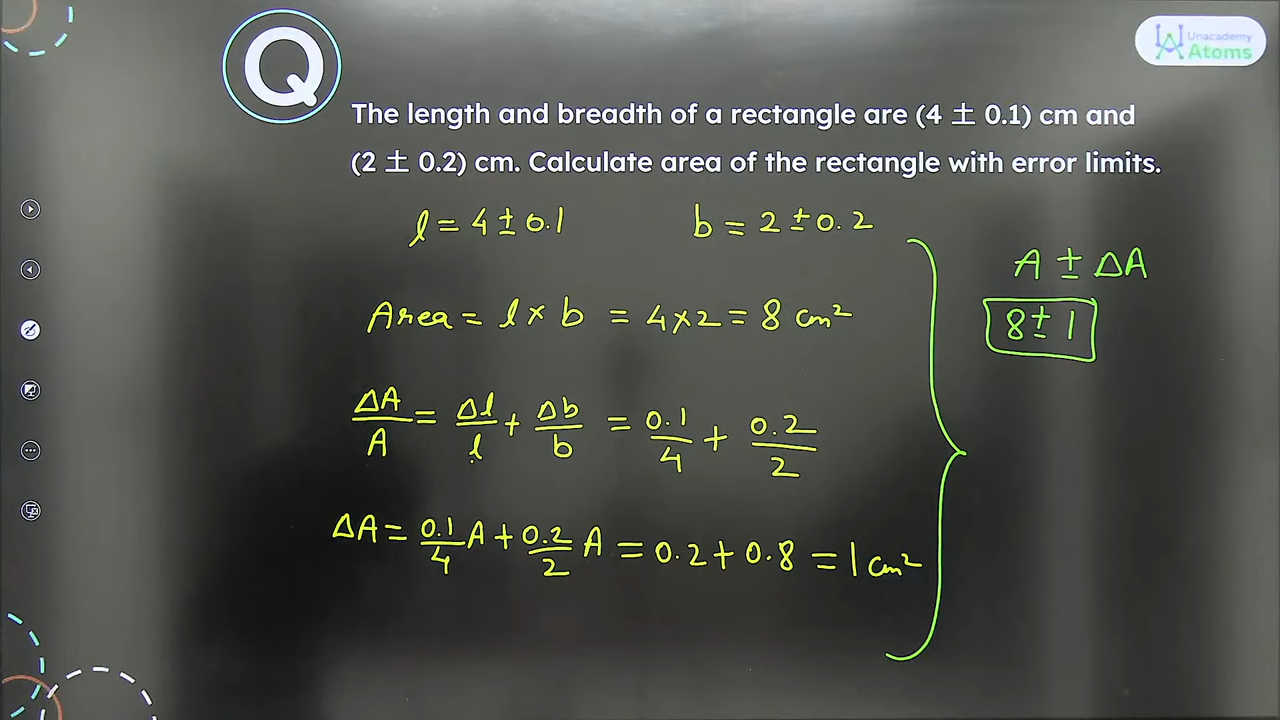 Q
Unacademy
Atoms
The length and breadth of a rectangle are (4 ± 0.1) cm and
(2 ± 0.2) cm. Calculate area of the rectangle with error limits.
l = 4 ± 0.1 b = 2 ± 0.2
A ± ΔA
Area = l × b = 4×2 = 8 cm²
8 ± 1
ΔA/A = Δl/l + Δb/b = 0.1/4 + 0.2/2
ΔA = 0.1/4 A + 0.2/2 A = 0.2 + 0.8 = 1 cm²